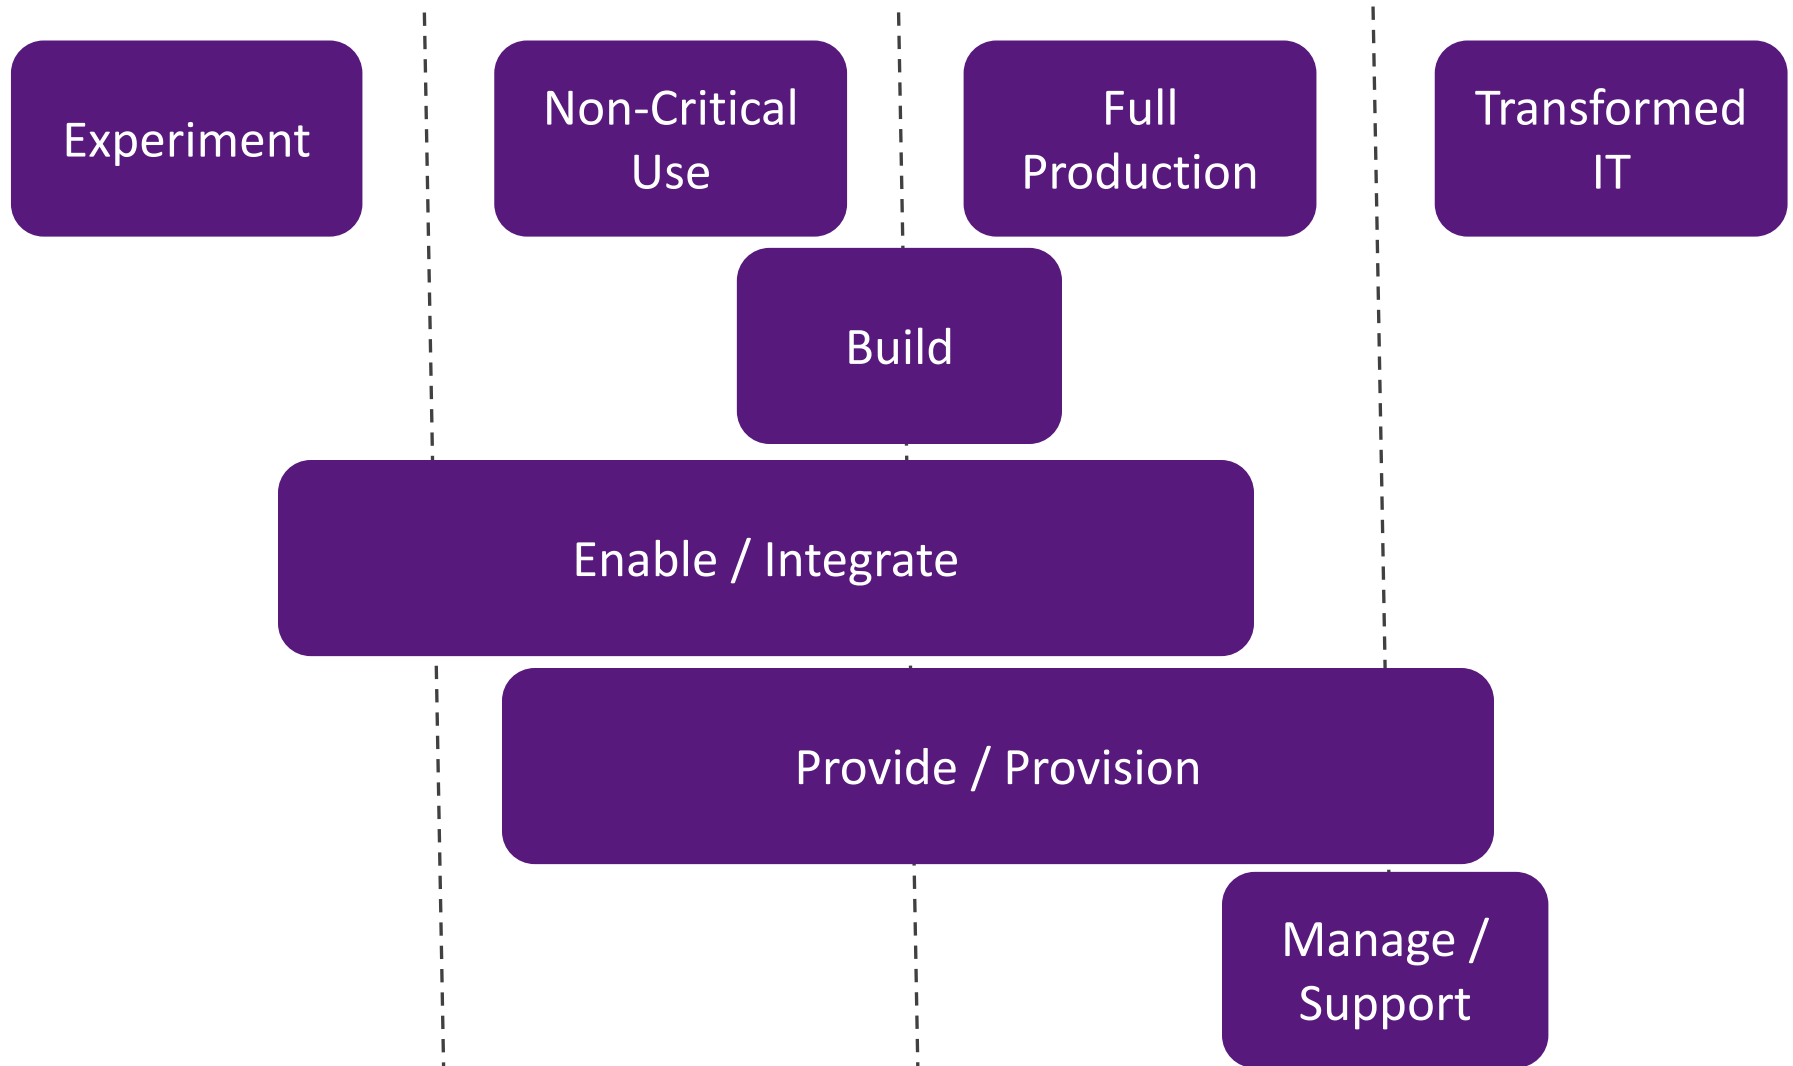 Experiment
Non-Critical
Use
Full
Production
Transformed
IT
Build
Enable / Integrate
Provide / Provision
Manage /
Support